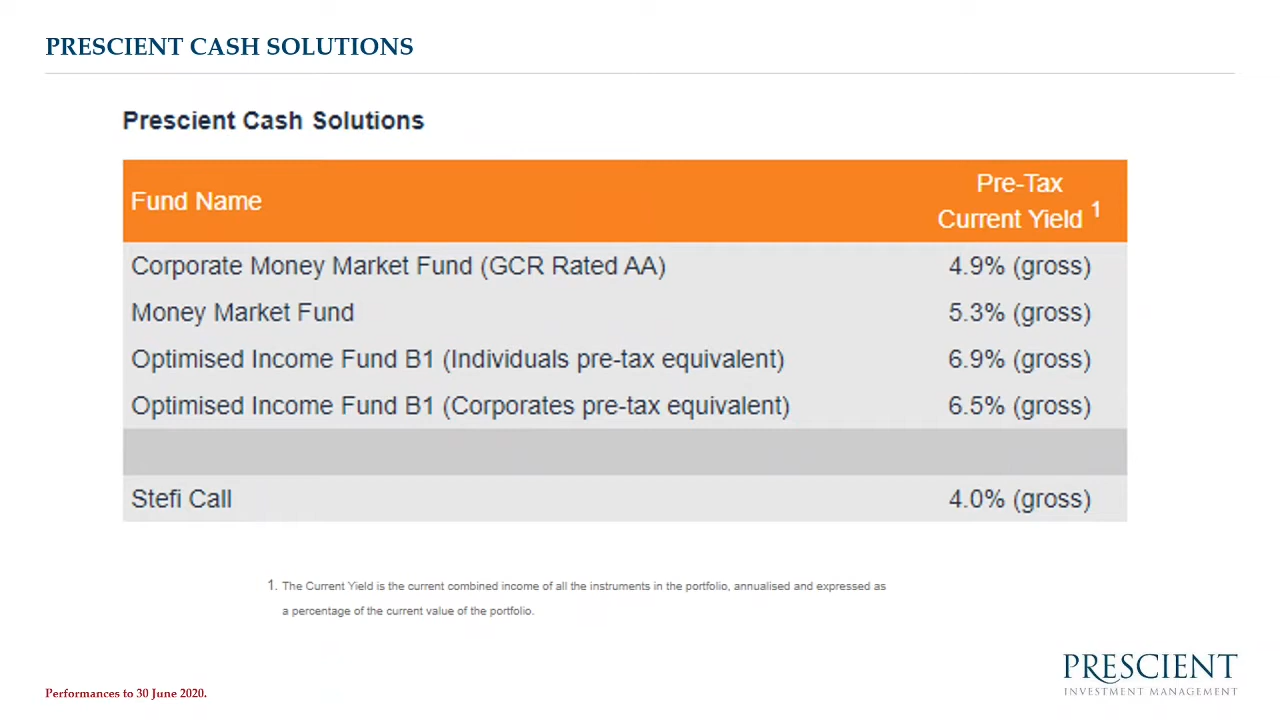 PRESCIENT CASH SOLUTIONS
Prescient Cash Solutions
Fund Name
Pre-Tax
Current Yield 1
Corporate Money Market Fund (GCR Rated AA) 4.9% (gross)
Money Market Fund 5.3% (gross)
Optimised Income Fund B1 (Individuals pre-tax equivalent) 6.9% (gross)
Optimised Income Fund B1 (Corporates pre-tax equivalent) 6.5% (gross)
Stefi Call 4.0% (gross)
1. The Current Yield is the current combined income of all the instruments in the portfolio, annualised and expressed as
a percentage of the current value of the portfolio.
PRESCIENT
INVESTMENT MANAGEMENT
Performances to 30 June 2020.